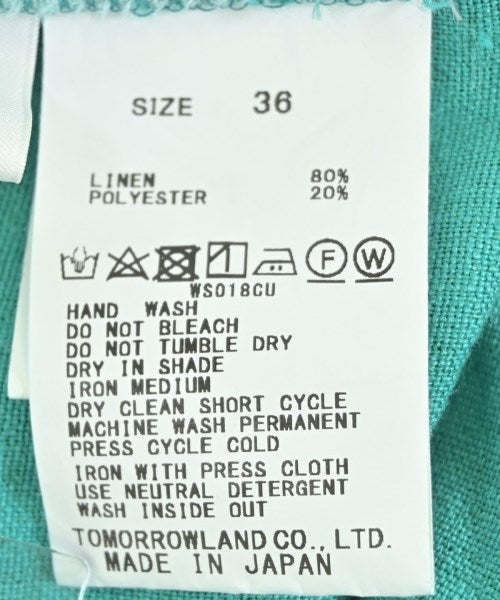 SIZE 36
LINEN 80%
POLYESTER 20%
F W
WS018CU
HAND WASH
DO NOT BLEACH
DO NOT TUMBLE DRY
DRY IN SHADE
IRON MEDIUM
DRY CLEAN SHORT CYCLE
MACHINE WASH PERMANENT
PRESS CYCLE COLD
IRON WITH PRESS CLOTH
USE NEUTRAL DETERGENT
WASH INSIDE OUT
TOMORROWLAND CO., LTD.
MADE IN JAPAN